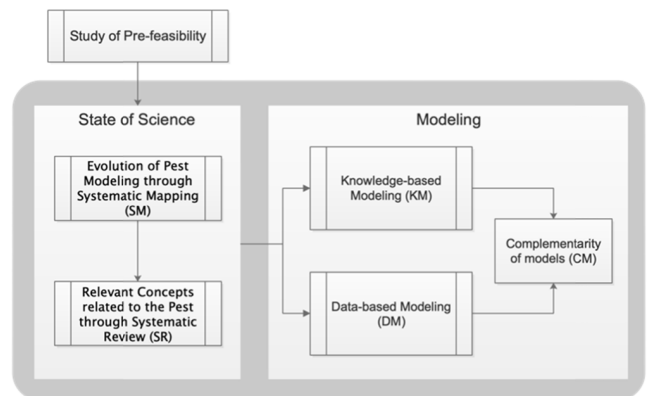 Study of Pre-feasibility
State of Science
Evolution of Pest
Modeling through
Systematic Mapping
(SM)
Relevant Concepts
related to the Pest
through Systematic
Review (SR)
Modeling
Knowledge-based
Modeling (KM)
Data-based Modeling
(DM)
Complementarity
of models (CM)